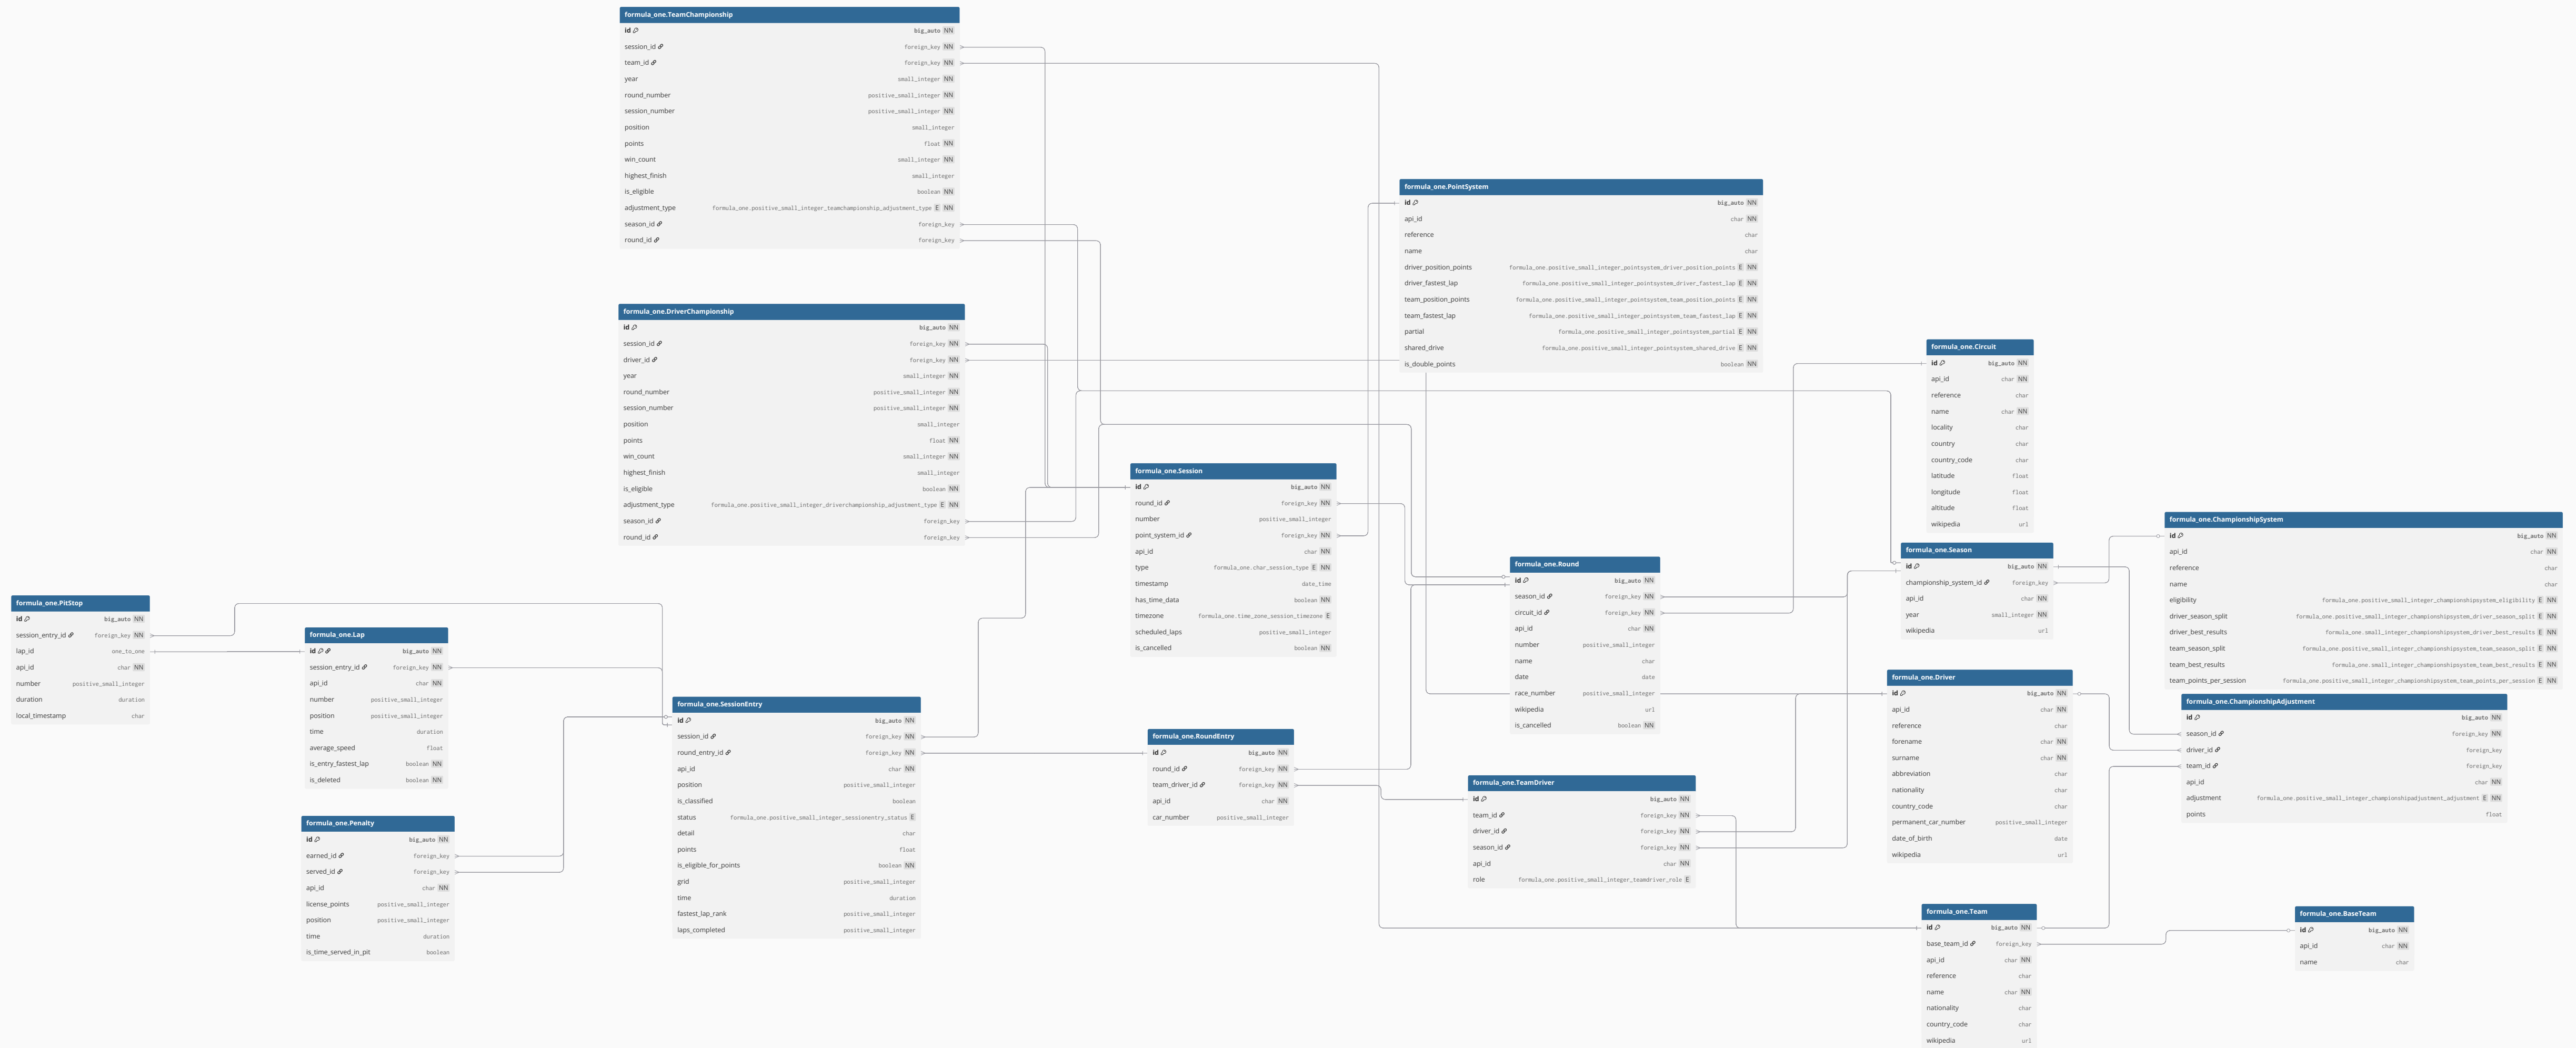 formula_one.TeamChampionship
id big_auto NN
session_id foreign_key NN
team_id foreign_key NN
year small_integer NN
round_number positive_small_integer NN
session_number positive_small_integer NN
position small_integer
points float NN
win_count small_integer NN
highest_finish small_integer
is_eligible boolean NN
adjustment_type formula_one.positive_small_integer_teamchampionship_adjustment_type E NN
season_id foreign_key
round_id foreign_key
formula_one.PointSystem
id big_auto NN
api_id char NN
reference char
name char
driver_position_points formula_one.positive_small_integer_pointsystem_driver_position_points E NN
driver_fastest_lap formula_one.positive_small_integer_pointsystem_driver_fastest_lap E NN
team_position_points formula_one.positive_small_integer_pointsystem_team_position_points E NN
team_fastest_lap formula_one.positive_small_integer_pointsystem_team_fastest_lap E NN
partial formula_one.positive_small_integer_pointsystem_partial E NN
shared_drive formula_one.positive_small_integer_pointsystem_shared_drive E NN
is_double_points boolean NN
formula_one.DriverChampionship
id big_auto NN
session_id foreign_key NN
driver_id foreign_key NN
year small_integer NN
round_number positive_small_integer NN
session_number positive_small_integer NN
position small_integer
points float NN
win_count small_integer NN
highest_finish small_integer
is_eligible boolean NN
adjustment_type formula_one.positive_small_integer_driverchampionship_adjustment_type E NN
season_id foreign_key
round_id foreign_key
formula_one.Circuit
id big_auto NN
api_id char NN
reference char
name char NN
locality char
country char
country_code char
latitude float
longitude float
altitude float
wikipedia url
formula_one.Session
id big_auto NN
round_id foreign_key NN
number positive_small_integer
point_system_id foreign_key NN
api_id char NN
type formula_one.char_session_type E NN
timestamp date_time
has_time_data boolean NN
timezone formula_one.time_zone_session_timezone E
scheduled_laps positive_small_integer
is_cancelled boolean NN
formula_one.ChampionshipSystem
id big_auto NN
api_id char NN
reference char
name char
eligibility formula_one.positive_small_integer_championshipsystem_eligibility E NN
driver_season_split formula_one.positive_small_integer_championshipsystem_driver_season_split E NN
driver_best_results formula_one.small_integer_championshipsystem_driver_best_results E NN
team_season_split formula_one.positive_small_integer_championshipsystem_team_season_split E NN
team_best_results formula_one.small_integer_championshipsystem_team_best_results E NN
team_points_per_session formula_one.positive_small_integer_championshipsystem_team_points_per_session E NN
formula_one.Season
id big_auto NN
championship_system_id foreign_key
api_id char NN
year small_integer NN
wikipedia url
formula_one.Round
id big_auto NN
season_id foreign_key NN
circuit_id foreign_key NN
api_id char NN
number positive_small_integer
name char
date date
race_number positive_small_integer
wikipedia url
is_cancelled boolean NN
formula_one.PitStop
id big_auto NN
session_entry_id foreign_key NN
lap_id one_to_one
api_id char NN
number positive_small_integer
duration duration
local_timestamp char
formula_one.Lap
id big_auto NN
session_entry_id foreign_key NN
api_id char NN
number positive_small_integer
position positive_small_integer
time duration
average_speed float
is_entry_fastest_lap boolean NN
is_deleted boolean NN
formula_one.Driver
id big_auto NN
api_id char NN
reference char
forename char NN
surname char NN
abbreviation char
nationality char
country_code char
permanent_car_number positive_small_integer
date_of_birth date
wikipedia url
formula_one.ChampionshipAdjustment
id big_auto NN
season_id foreign_key NN
driver_id foreign_key
team_id foreign_key
api_id char NN
adjustment formula_one.positive_small_integer_championshipadjustment_adjustment E NN
points float
formula_one.SessionEntry
id big_auto NN
session_id foreign_key NN
round_entry_id foreign_key NN
api_id char NN
position positive_small_integer
is_classified boolean
status formula_one.positive_small_integer_sessionentry_status E
detail char
points float
is_eligible_for_points boolean NN
grid positive_small_integer
time duration
fastest_lap_rank positive_small_integer
laps_completed positive_small_integer
formula_one.RoundEntry
id big_auto NN
round_id foreign_key NN
team_driver_id foreign_key NN
api_id char NN
car_number positive_small_integer
formula_one.TeamDriver
id big_auto NN
team_id foreign_key NN
driver_id foreign_key NN
season_id foreign_key NN
api_id char NN
role formula_one.positive_small_integer_teamdriver_role E
formula_one.Penalty
id big_auto NN
earned_id foreign_key
served_id foreign_key
api_id char NN
license_points positive_small_integer
position positive_small_integer
time duration
is_time_served_in_pit boolean
formula_one.Team
id big_auto NN
base_team_id foreign_key
api_id char NN
reference char
name char NN
nationality char
country_code char
wikipedia url
formula_one.BaseTeam
id big_auto NN
api_id char NN
name char